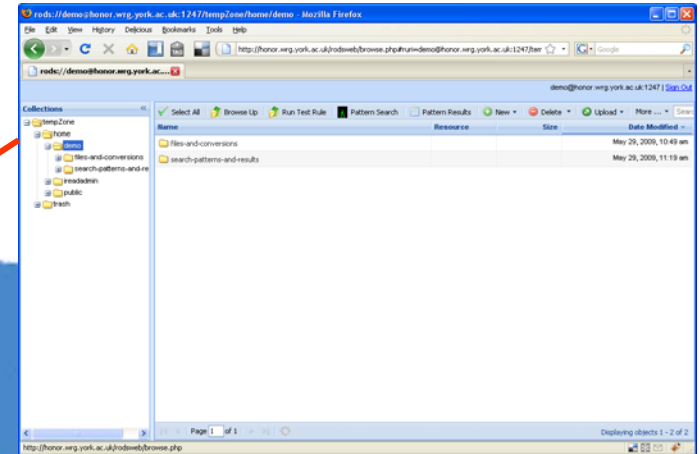 rods://demo@honor.wrg.york.ac.uk:1247/tempZone/home/demo - Mozilla Firefox
File Edit View History Delicious Bookmarks Tools Help
http://honor.wrg.york.ac.uk/rodsweb/browse.php#ruri=demo@honor.wrg.york.ac.uk:1247/tem Google
rods://demo@honor.wrg.york.ac....
demo@honor.wrg.york.ac.uk:1247 | Sign Out
Collections
Select All Browse Up Run Test Rule Pattern Search Pattern Results New Delete Upload More ... Searc
tempZone
Name Resource Size Date Modified
home
files-and-conversions May 29, 2009, 10:49 am
demo
search-patterns-and-results May 29, 2009, 11:19 am
files-and-conversions
search-patterns-and-re
ireadadmin
public
trash
Page 1 of 1
Displaying objects 1 - 2 of 2
http://honor.wrg.york.ac.uk/rodsweb/browse.php